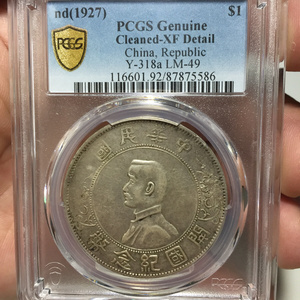 nd(1927) $1
PCGS Genuine
Cleaned-XF Detail
China, Republic
Y-318a LM-49
116601.92/87875586
PCGS
中華民國
開國紀念幣
PCGS